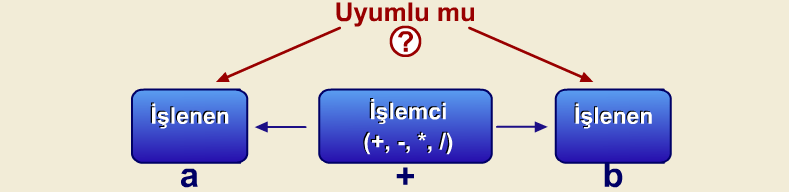 Uyumlu mu
?
İşlenen
İşlemci
(+, -, *, /)
İşlenen
a
+
b